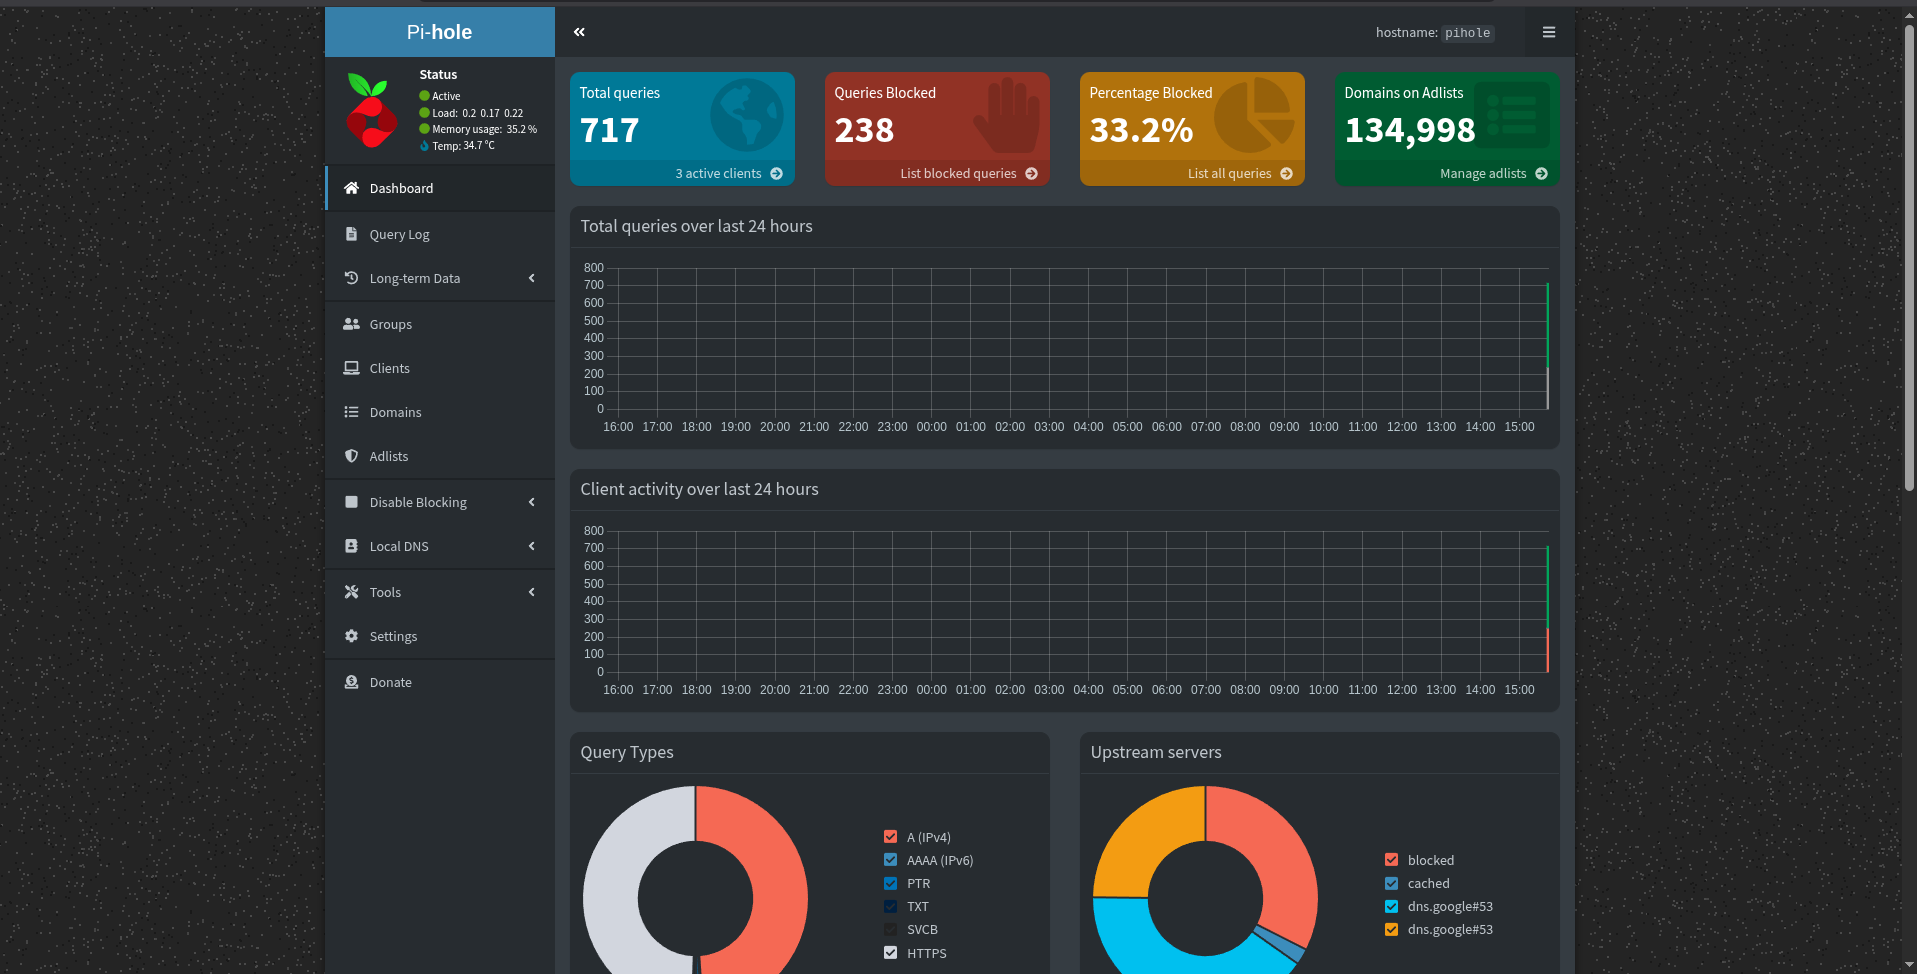 Pi-hole
hostname: pihole
Status
Active
Load: 0.2 0.17 0.22
Memory usage: 35.2 %
Temp: 34.7 °C
Dashboard
Query Log
Long-term Data
Groups
Clients
Domains
Adlists
Disable Blocking
Local DNS
Tools
Settings
Donate
Total queries
717
3 active clients
Queries Blocked
238
List blocked queries
Percentage Blocked
33.2%
List all queries
Domains on Adlists
134,998
Manage adlists
Total queries over last 24 hours
800
700
600
500
400
300
200
100
0
16:00 17:00 18:00 19:00 20:00 21:00 22:00 23:00 00:00 01:00 02:00 03:00 04:00 05:00 06:00 07:00 08:00 09:00 10:00 11:00 12:00 13:00 14:00 15:00
Client activity over last 24 hours
800
700
600
500
400
300
200
100
0
16:00 17:00 18:00 19:00 20:00 21:00 22:00 23:00 00:00 01:00 02:00 03:00 04:00 05:00 06:00 07:00 08:00 09:00 10:00 11:00 12:00 13:00 14:00 15:00
Query Types
A (IPv4)
AAAA (IPv6)
PTR
TXT
SVCB
HTTPS
Upstream servers
blocked
cached
dns.google#53
dns.google#53